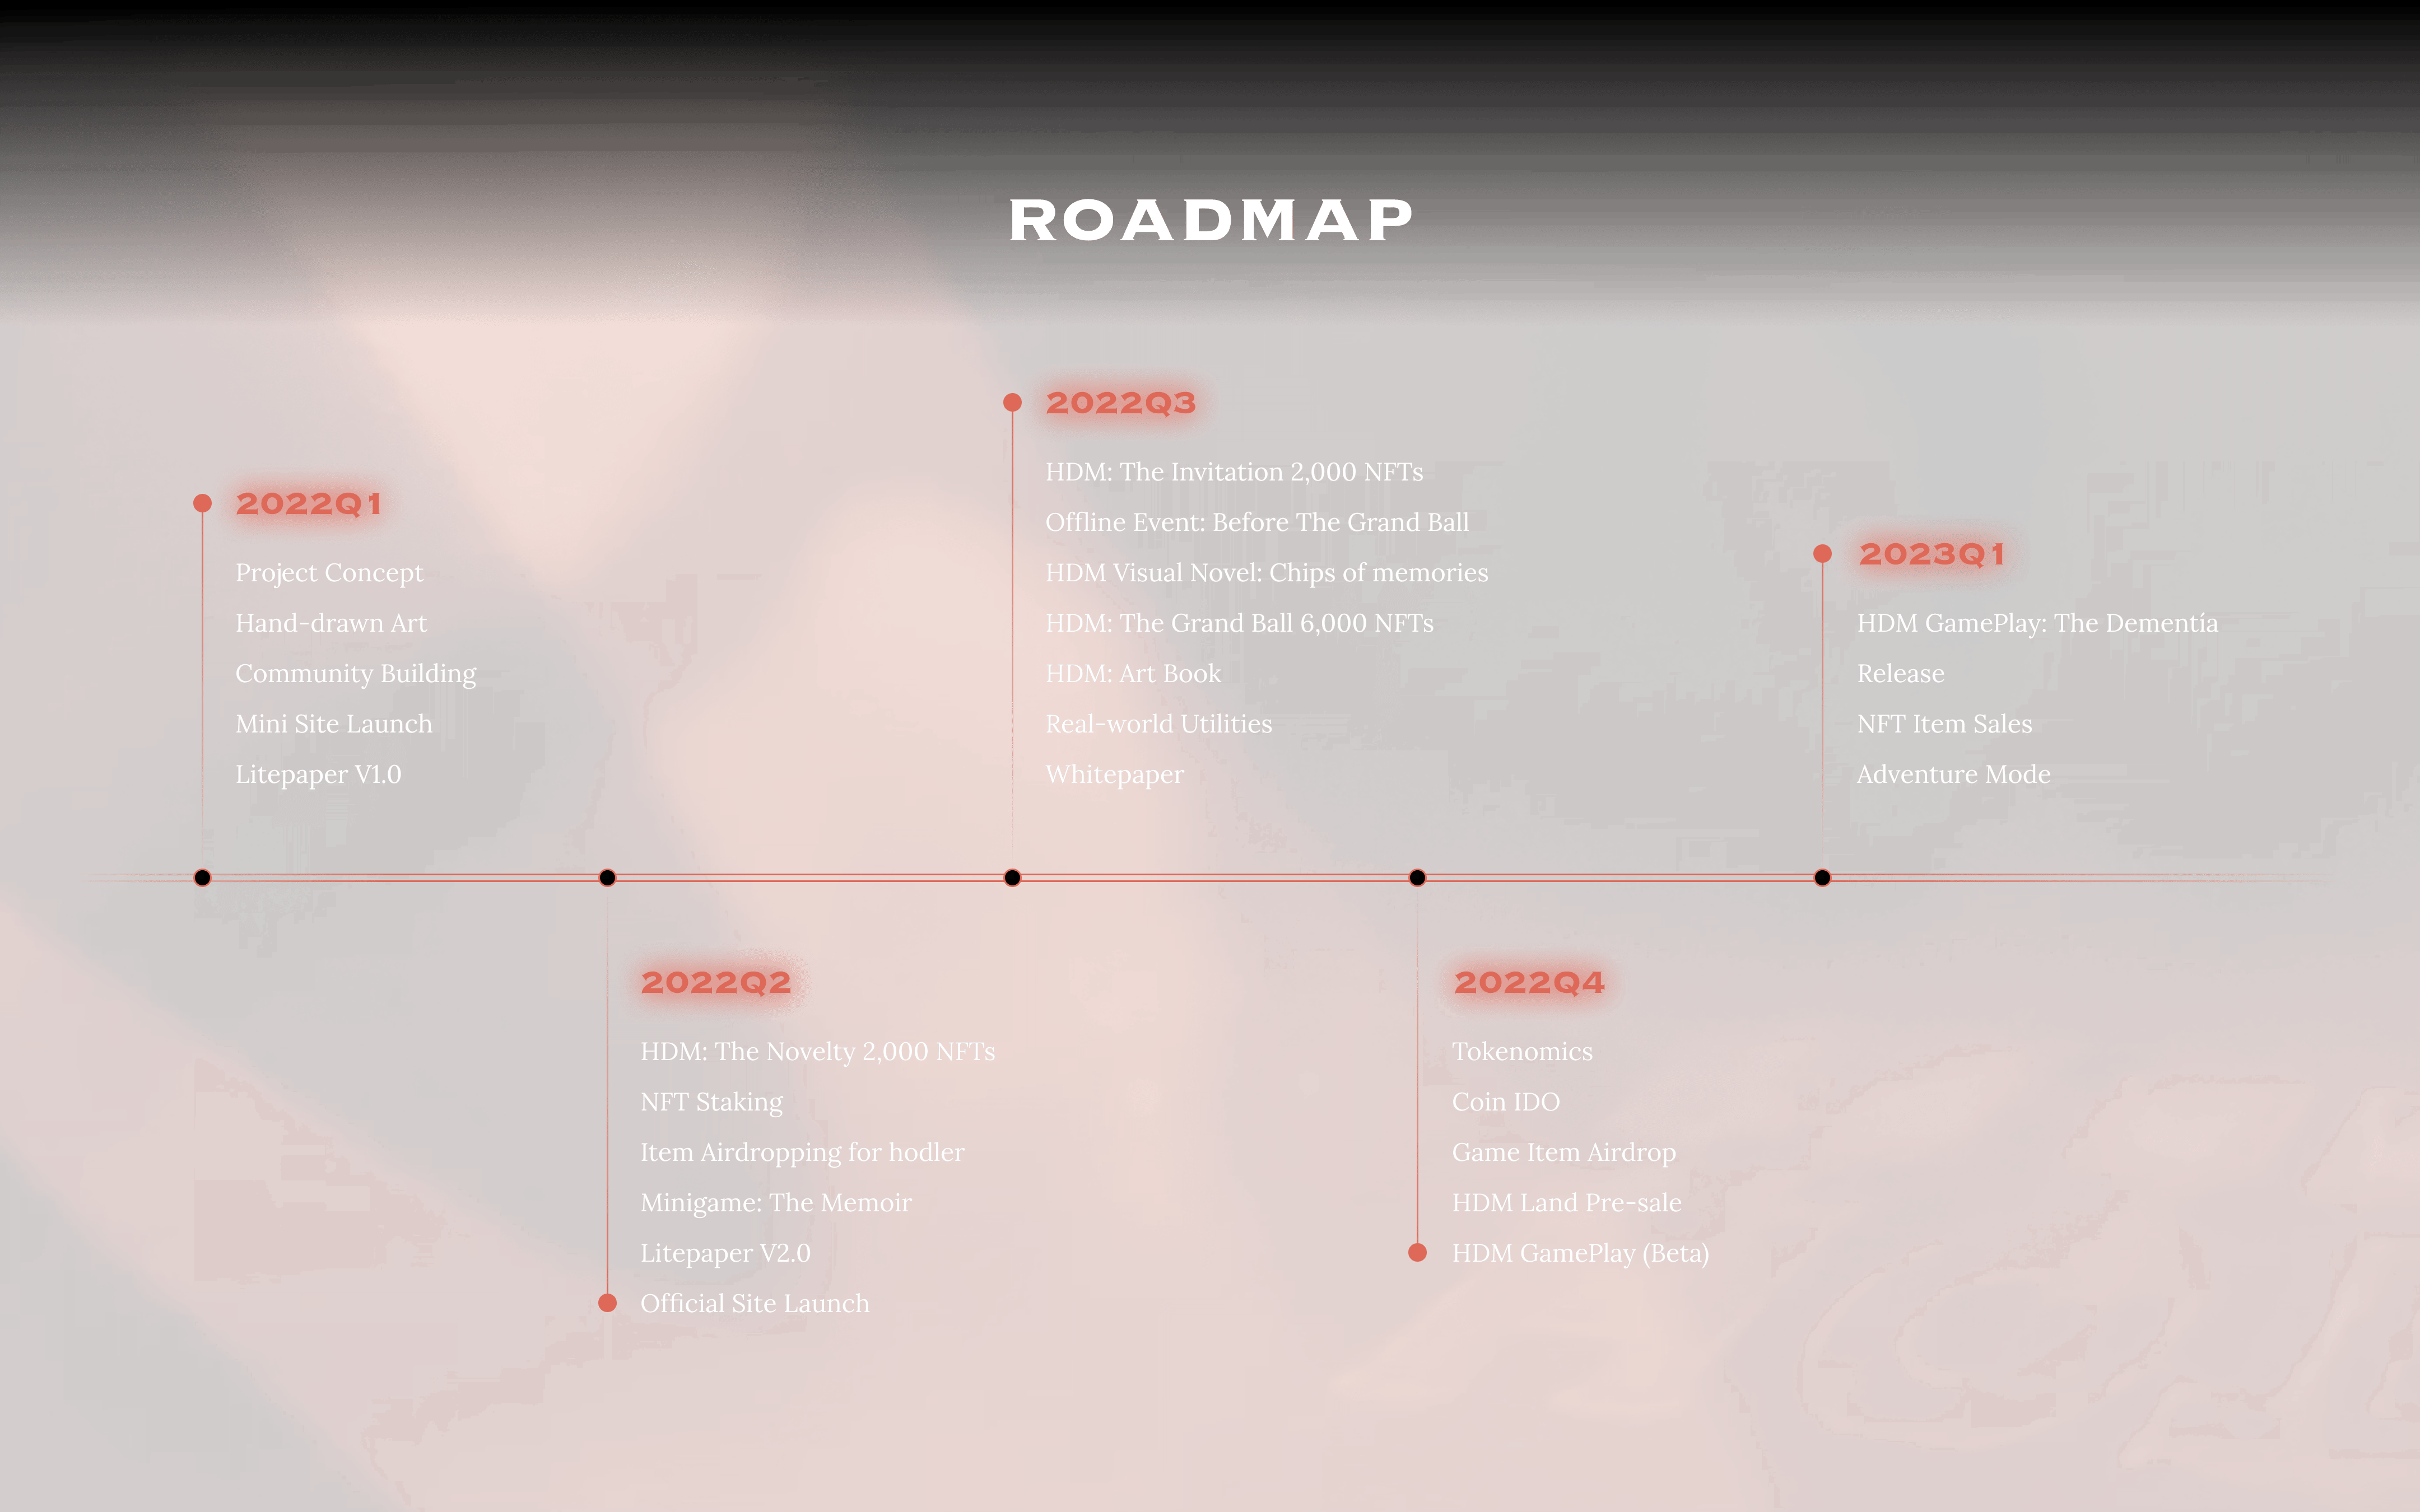 ROADMAP
2022Q1
Project Concept
Hand-drawn Art
Community Building
Mini Site Launch
Litepaper V1.0
2022Q2
HDM: The Novelty 2,000 NFTs
NFT Staking
Item Airdropping for hodler
Minigame: The Memoir
Litepaper V2.0
Official Site Launch
2022Q3
HDM: The Invitation 2,000 NFTs
Offline Event: Before The Grand Ball
HDM Visual Novel: Chips of memories
HDM: The Grand Ball 6,000 NFTs
HDM: Art Book
Real-world Utilities
Whitepaper
2022Q4
Tokenomics
Coin IDO
Game Item Airdrop
HDM Land Pre-sale
HDM GamePlay (Beta)
2023Q1
HDM GamePlay: The Dementía
Release
NFT Item Sales
Adventure Mode